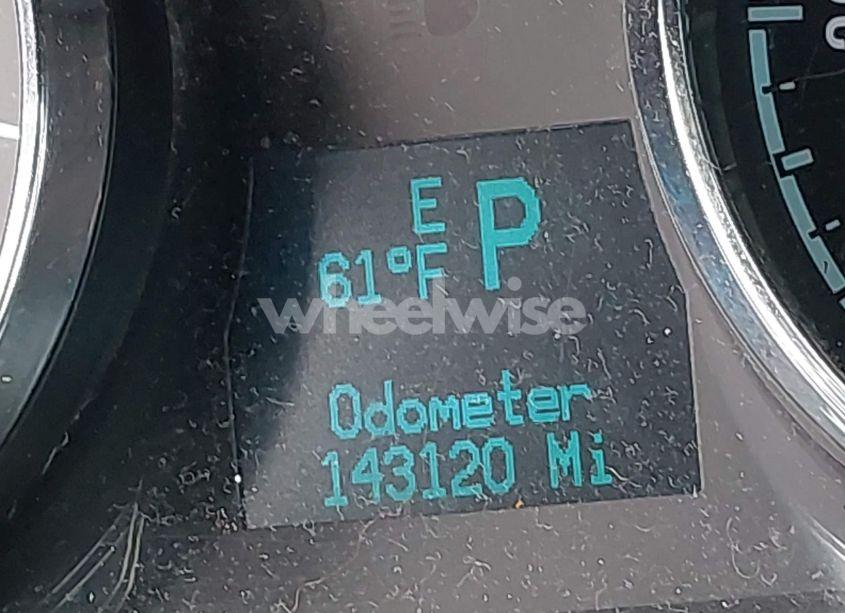 E P
61°F
wheelwise
Odometer
143120 Mi